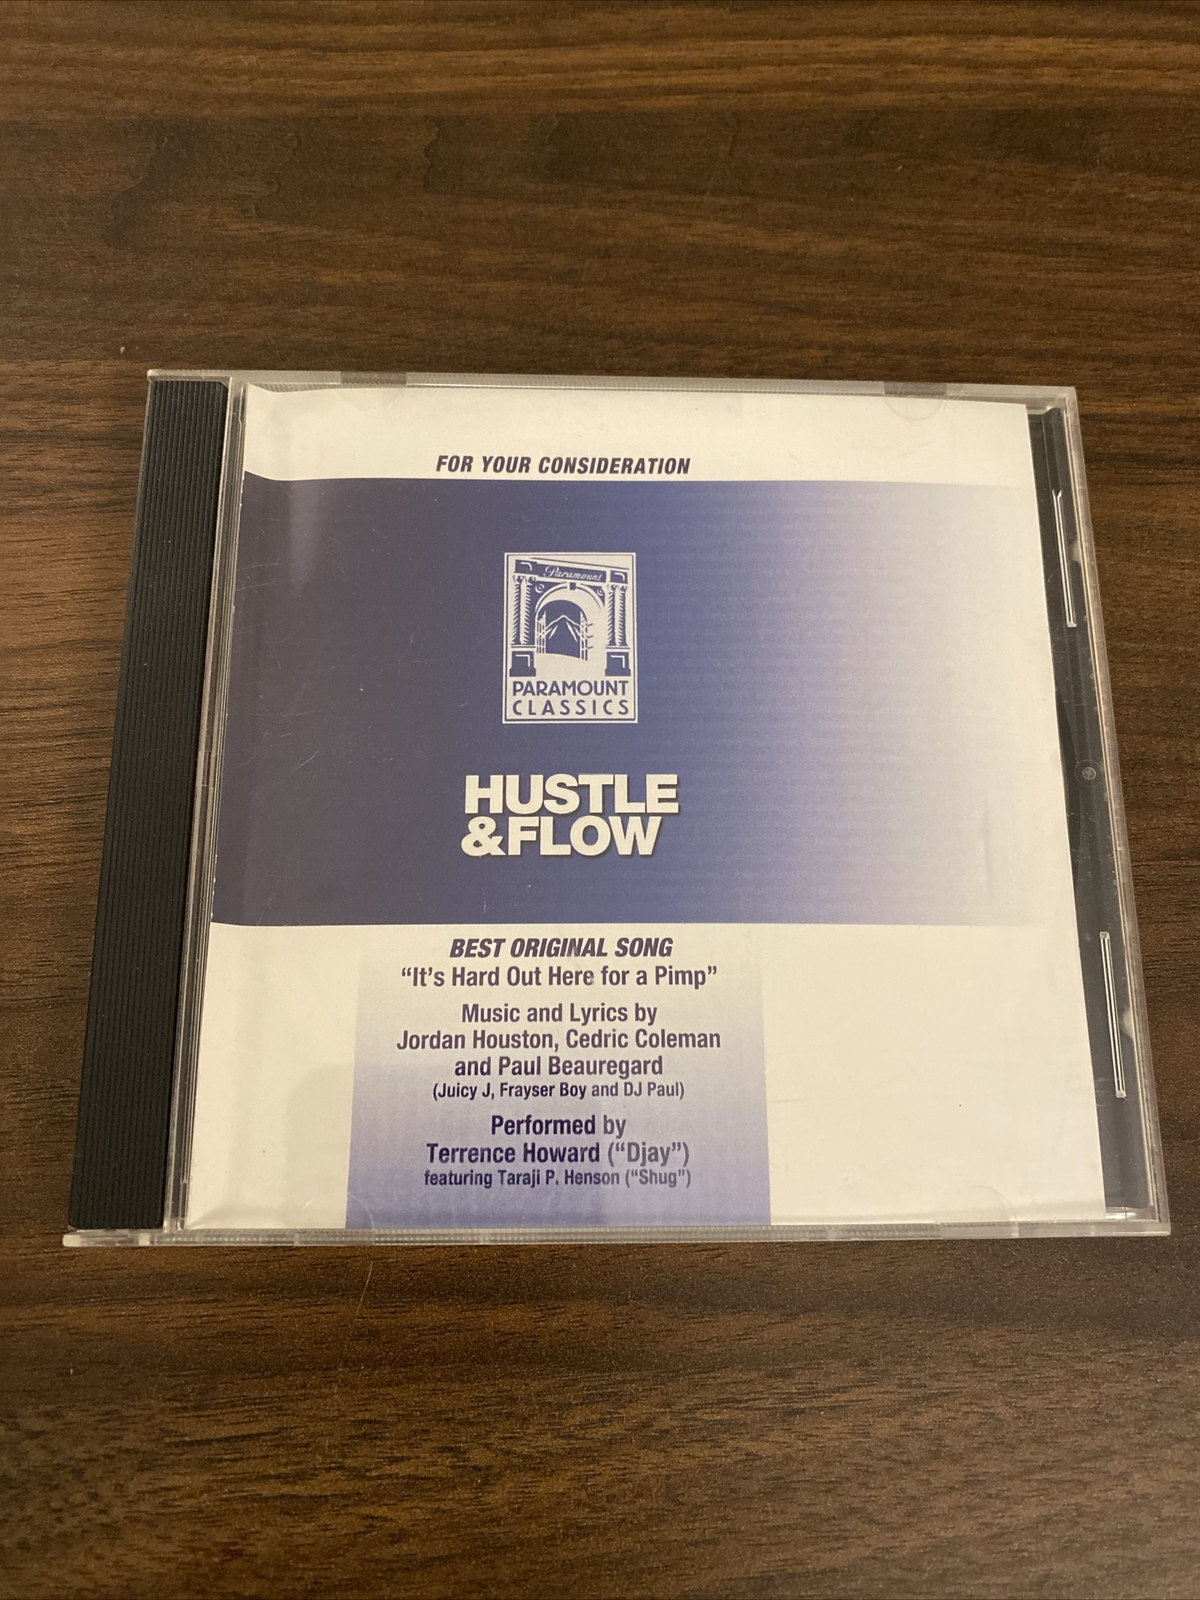 FOR YOUR CONSIDERATION
Paramount
PARAMOUNT
CLASSICS
HUSTLE
&FLOW
BEST ORIGINAL SONG
“It’s Hard Out Here for a Pimp”
Music and Lyrics by
Jordan Houston, Cedric Coleman
and Paul Beauregard
(Juicy J, Frayser Boy and DJ Paul)
Performed by
Terrence Howard (“Djay”)
featuring Taraji P. Henson (“Shug”)